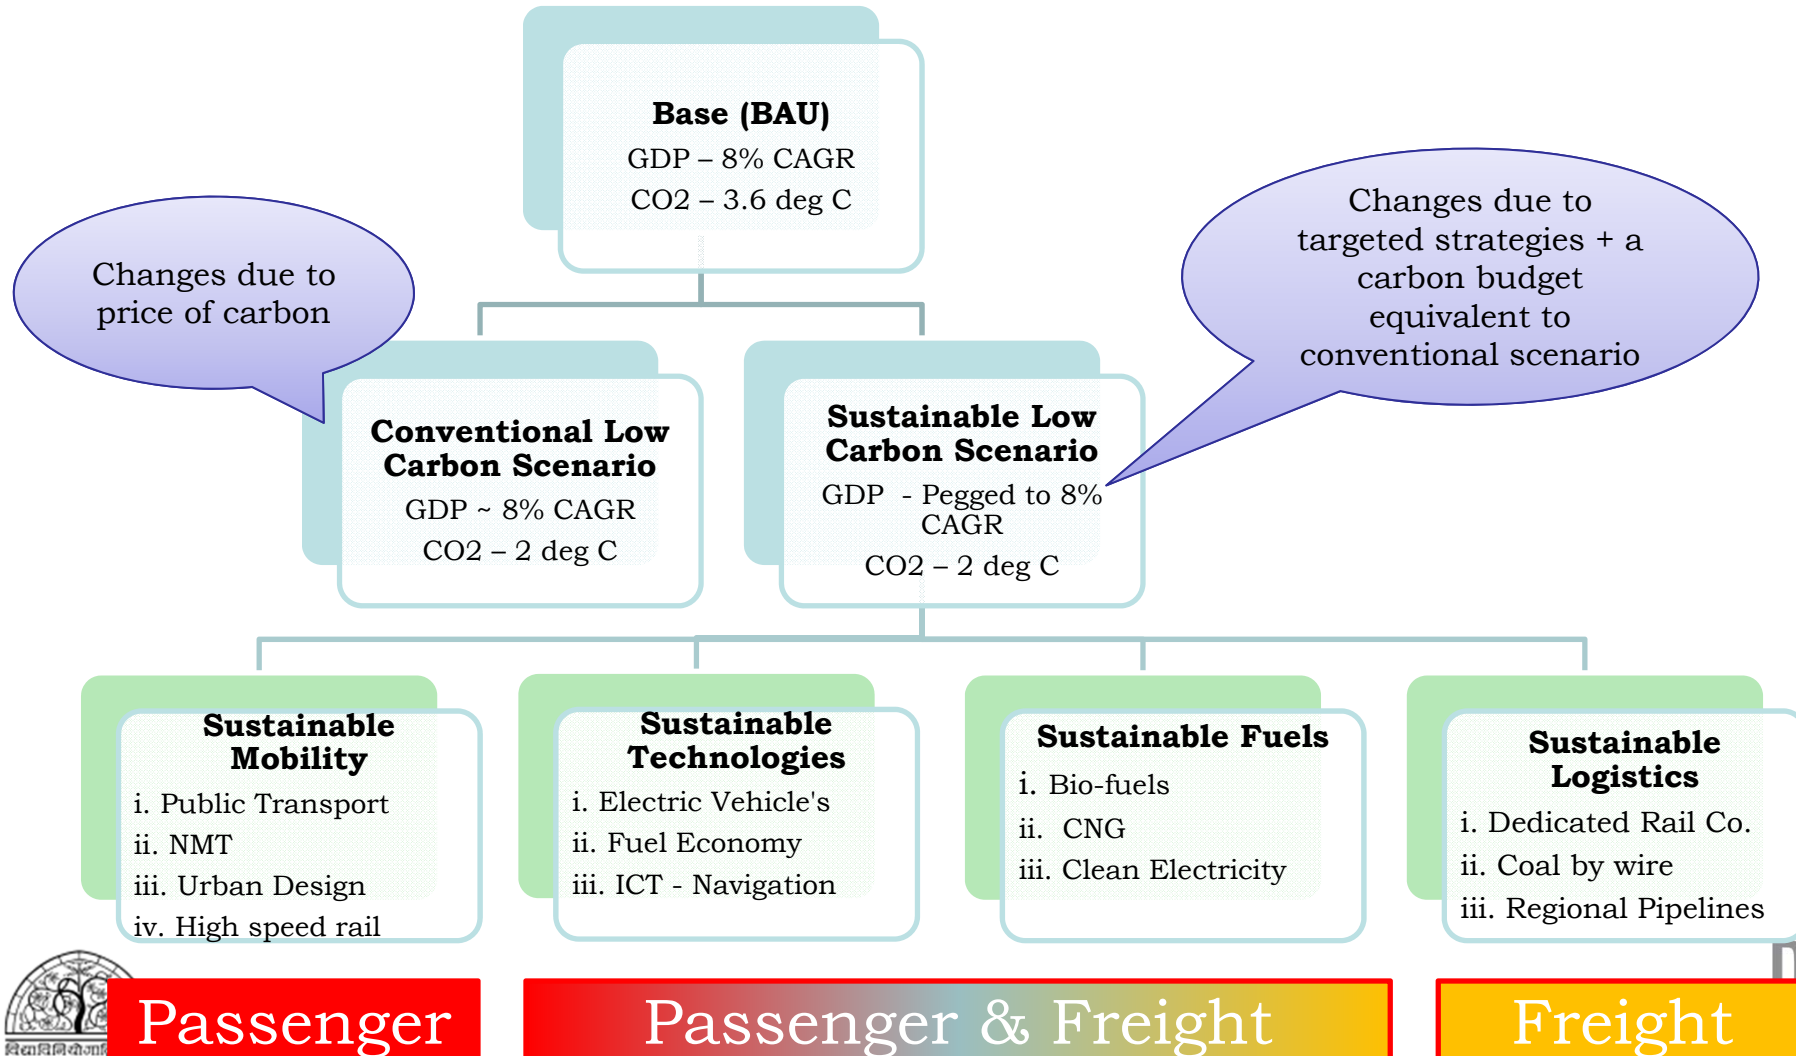 Base (BAU)
GDP – 8% CAGR
CO2 – 3.6 deg C
Changes due to
price of carbon
Changes due to
targeted strategies + a
carbon budget
equivalent to
conventional scenario
Conventional Low
Carbon Scenario
GDP ~ 8% CAGR
CO2 – 2 deg C
Sustainable Low
Carbon Scenario
GDP - Pegged to 8%
CAGR
CO2 – 2 deg C
Sustainable
Mobility
i. Public Transport
ii. NMT
iii. Urban Design
iv. High speed rail
Sustainable
Technologies
i. Electric Vehicle's
ii. Fuel Economy
iii. ICT - Navigation
Sustainable Fuels
i. Bio-fuels
ii. CNG
iii. Clean Electricity
Sustainable
Logistics
i. Dedicated Rail Co.
ii. Coal by wire
iii. Regional Pipelines
Passenger
Passenger & Freight
Freight